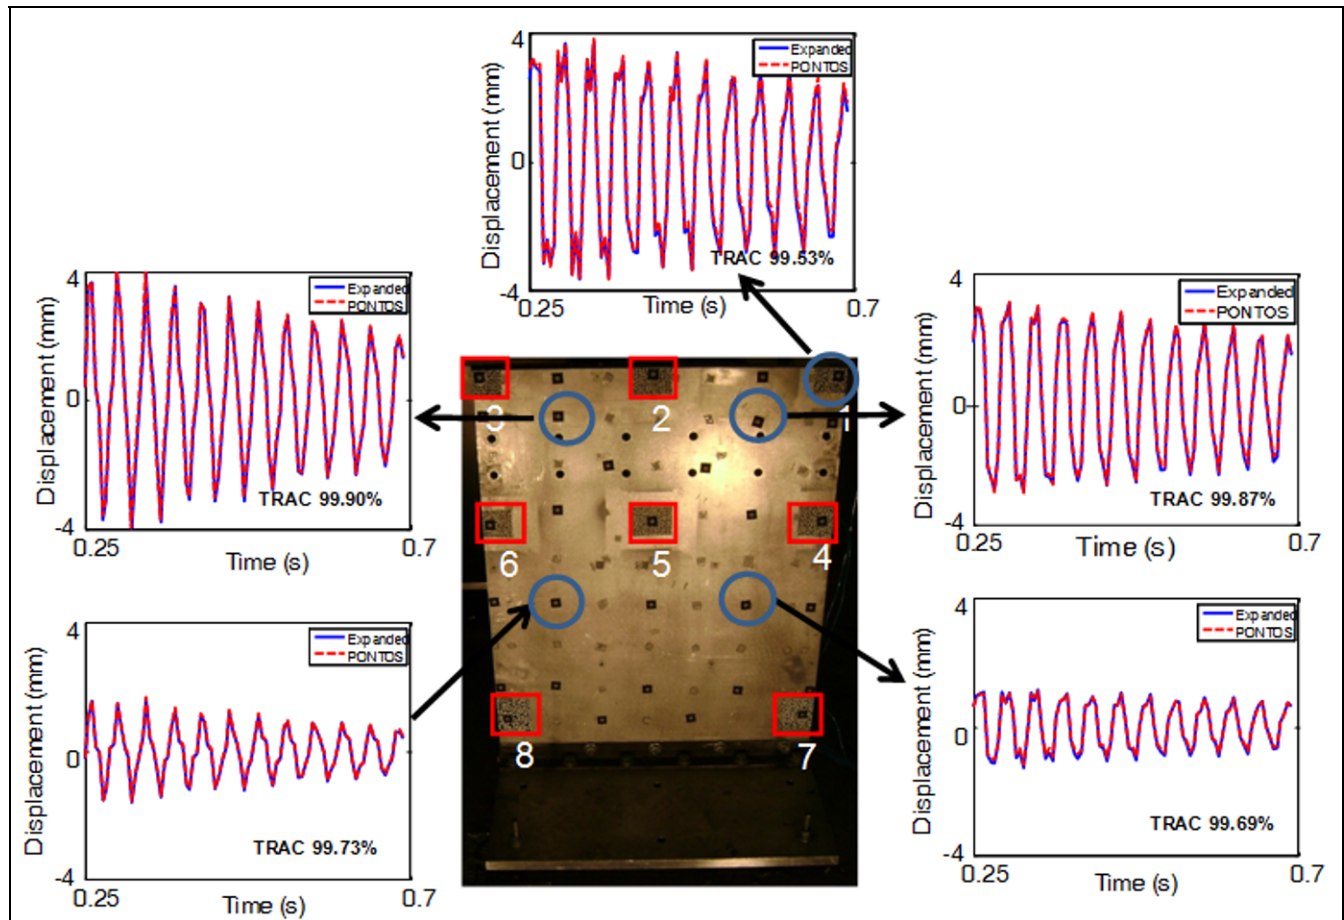 4
Expanded
PONTOS
Displacement (mm)
0
TRAC 99.53%
-4
0.25
Time (s)
0.7
4
Expanded
PONTOS
Displacement (mm)
0
TRAC 99.90%
-4
0.25
Time (s)
0.7
4
Expanded
PONTOS
Displacement (mm)
0
TRAC 99.87%
-4
0.25
Time (s)
0.7
3
2
1
6
5
4
8
7
4
Expanded
PONTOS
Displacement (mm)
0
TRAC 99.73%
-4
0.25
Time (s)
0.7
4
Expanded
PONTOS
Displacement (mm)
0
TRAC 99.69%
-4
0.25
Time (s)
0.7